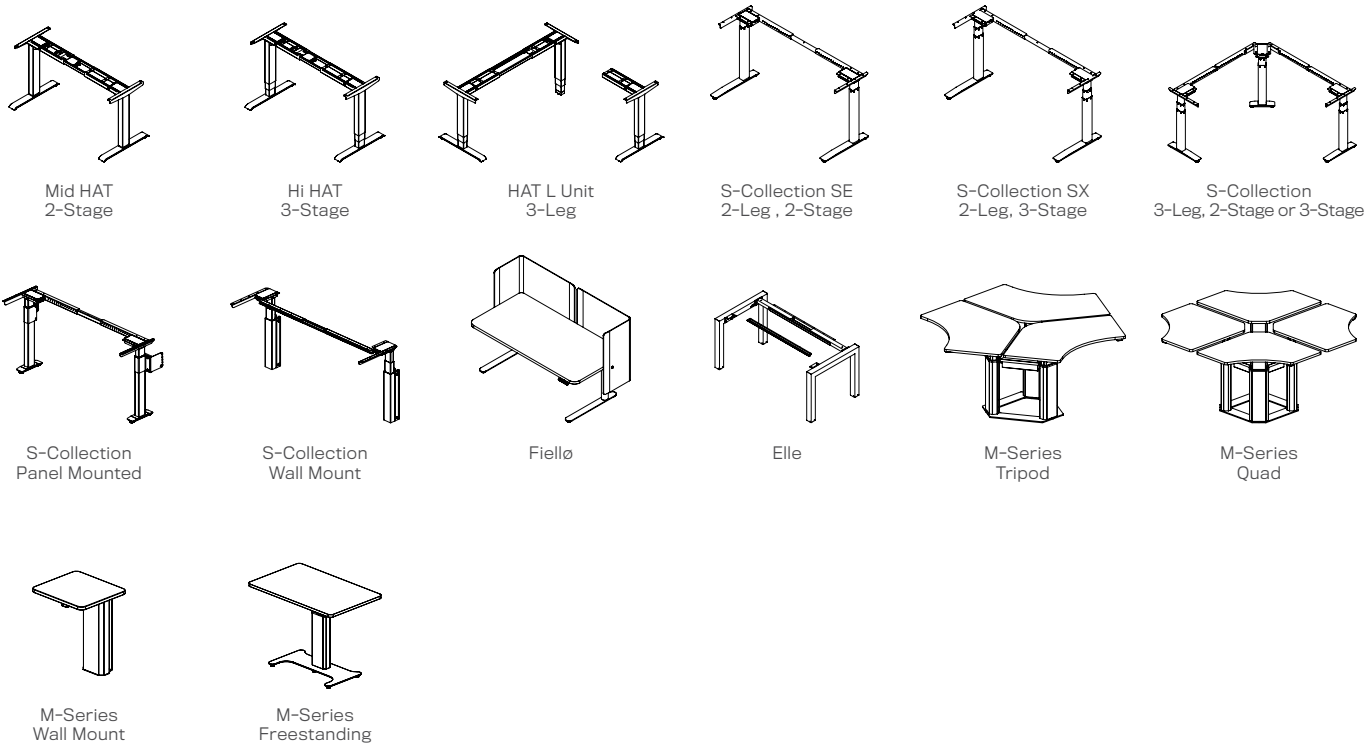 Mid HAT
2-Stage
Hi HAT
3-Stage
HAT L Unit
3-Leg
S-Collection SE
2-Leg , 2-Stage
S-Collection SX
2-Leg, 3-Stage
S-Collection
3-Leg, 2-Stage or 3-Stage
S-Collection
Panel Mounted
S-Collection
Wall Mount
Fiellø
Elle
M-Series
Tripod
M-Series
Quad
M-Series
Wall Mount
M-Series
Freestanding